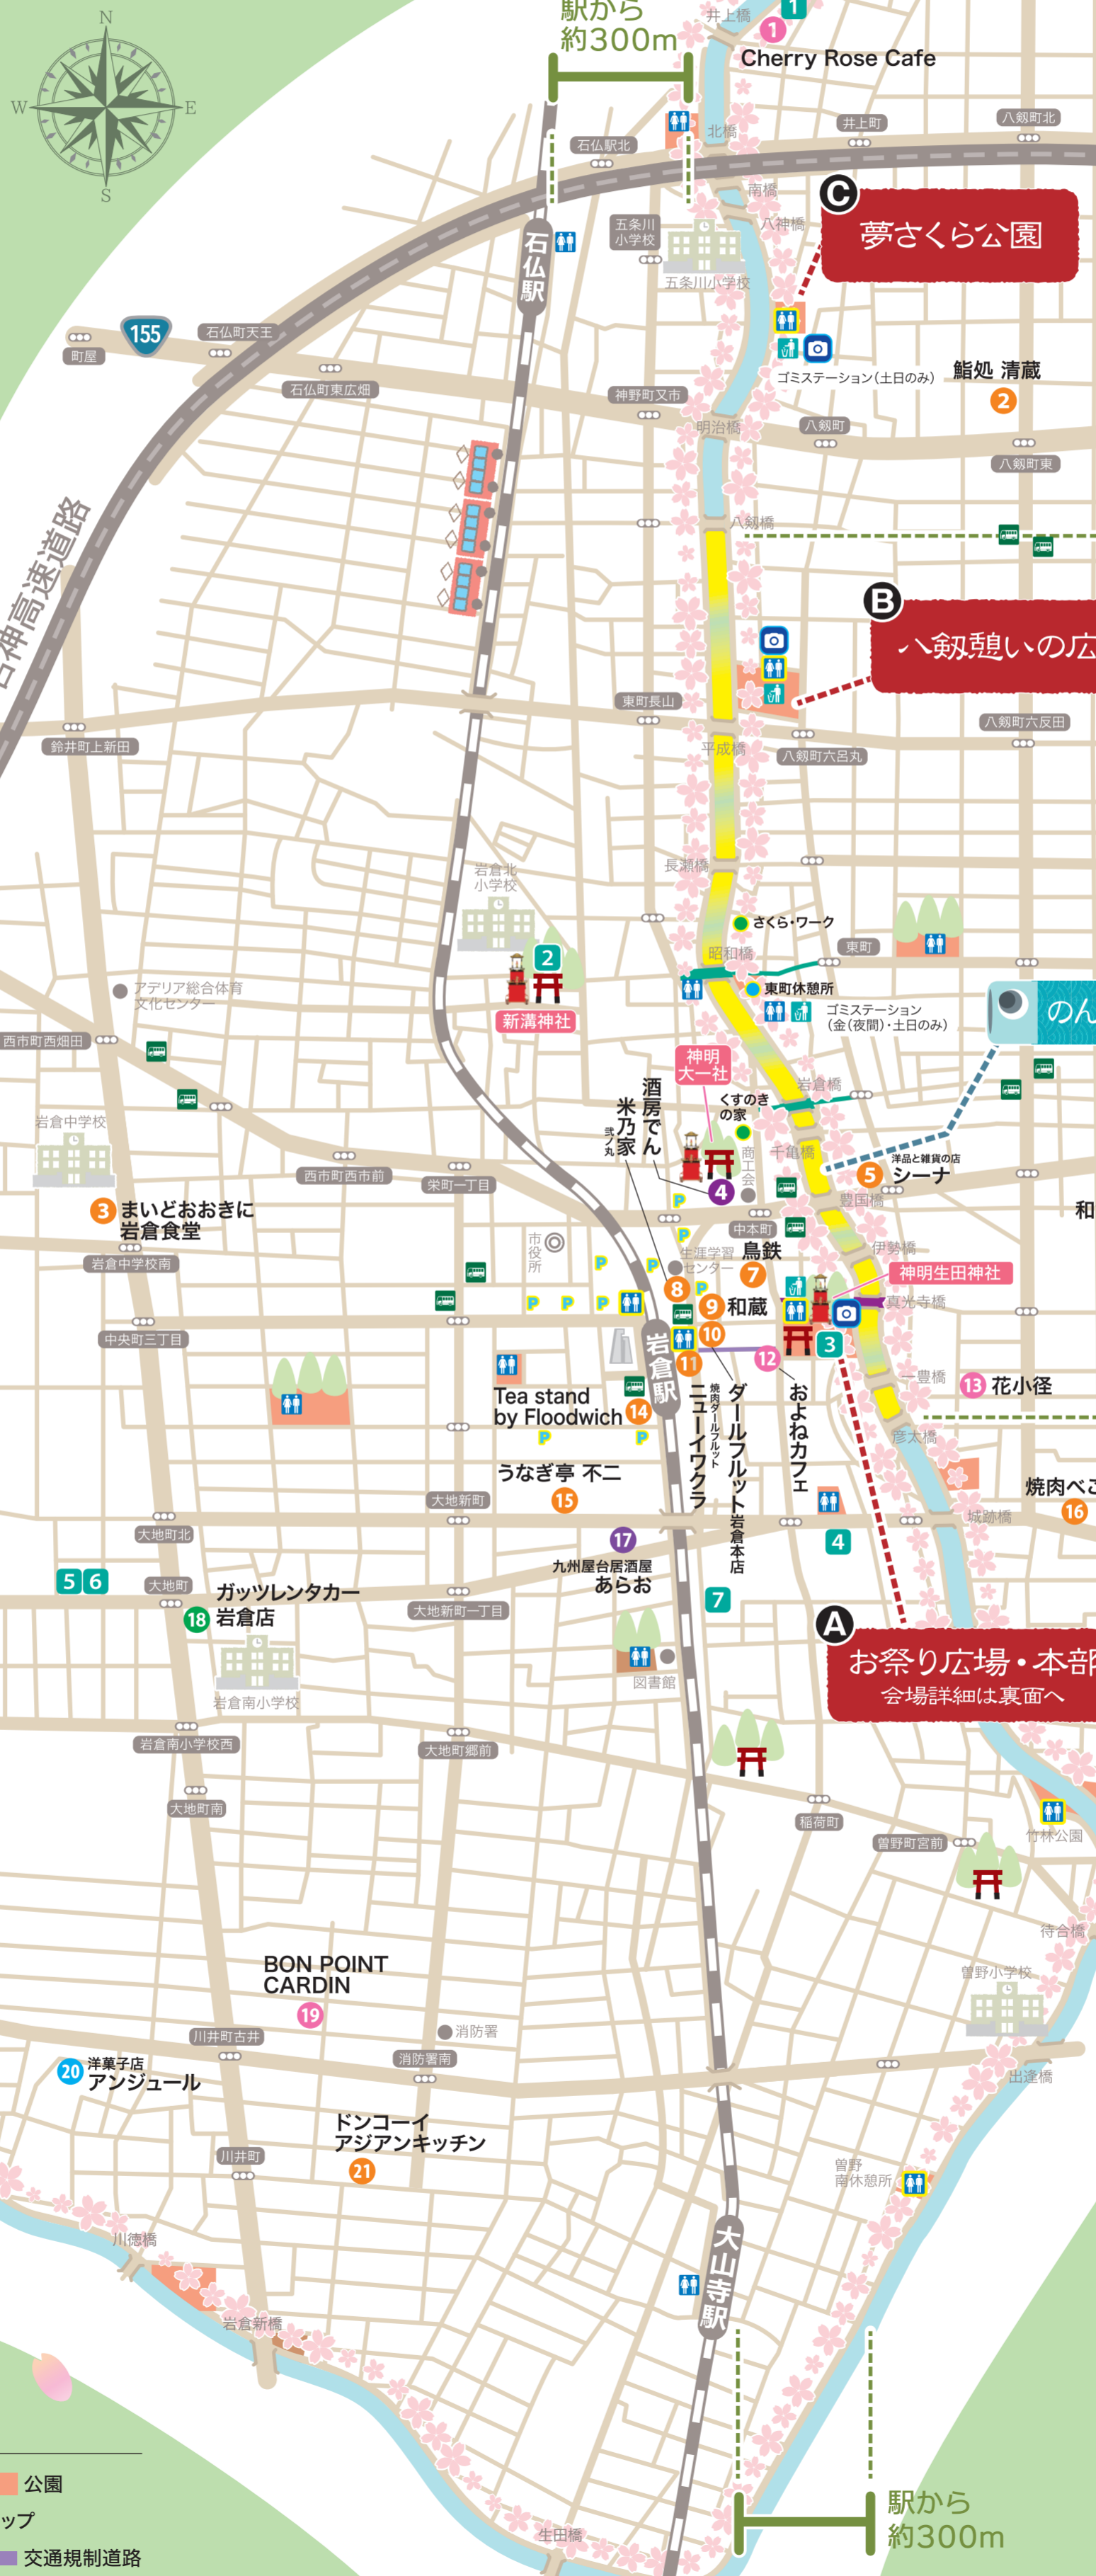 駅から
約300m
井上橋
1
1
Cherry Rose Cafe
N
W
E
S
北橋
井上町
八剱町北
石仏駅北
南橋
八神橋
C
夢さくら公園
五条川
小学校
五条川小学校
石仏駅
155
町屋
石仏町天王
石仏町東広畑
ゴミステーション(土日のみ)
鮨処 清蔵
2
神野町又市
明治橋
八剱町
八剱町東
八剱橋
名神高速道路
B
八剱憩いの広
東町長山
平成橋
八剱町六反田
八剱町六呂丸
鈴井町上新田
長瀬橋
岩倉北
小学校
さくら・ワーク
昭和橋
東町
2
新溝神社
アデリア総合体育
文化センター
東町休憩所
ゴミステーション
(金(夜間)・土日のみ)
のん
西市町西畑田
神明
大一社
岩倉橋
酒房でん
米乃家
弐ノ丸
くすのき
の家
商工会
千亀橋
4
洋品と雑貨の店
5
シーナ
岩倉中学校
西市町西市前
栄町一丁目
豊国橋
和
3
まいどおおきに
岩倉食堂
中本町
岩倉中学校南
市役所
P
P
P
P
P
P
P
P
生涯学習
センター
鳥鉄
7
伊勢橋
神明生田神社
8
9
和蔵
10
真光寺橋
中央町三丁目
岩倉駅
11
12
3
一豊橋
13
花小径
Tea stand
by Floodwich
14
P
P
ニューイワクラ
焼肉ダールフルット
ダールフルット岩倉本店
およねカフェ
彦太橋
うなぎ亭 不二
15
焼肉べこ
16
大地新町
城跡橋
大地町北
17
九州屋台居酒屋
あらお
4
5
6
大地町
ガッツレンタカー
18
岩倉店
大地新町一丁目
7
A
お祭り広場・本部
会場詳細は裏面へ
図書館
岩倉南小学校
岩倉南小学校西
大地町郷前
大地町南
稲荷町
曽野町宮前
竹林公園
待合橋
曽野小学校
BON POINT
CARDIN
19
川井町古井
消防署
消防署南
出逢橋
20
洋菓子店
アンジュール
ドンコーイ
アジアンキッチン
21
川井町
曽野
南休憩所
川徳橋
岩倉新橋
大山寺駅
公園
ップ
交通規制道路
生田橋
駅から
約300m